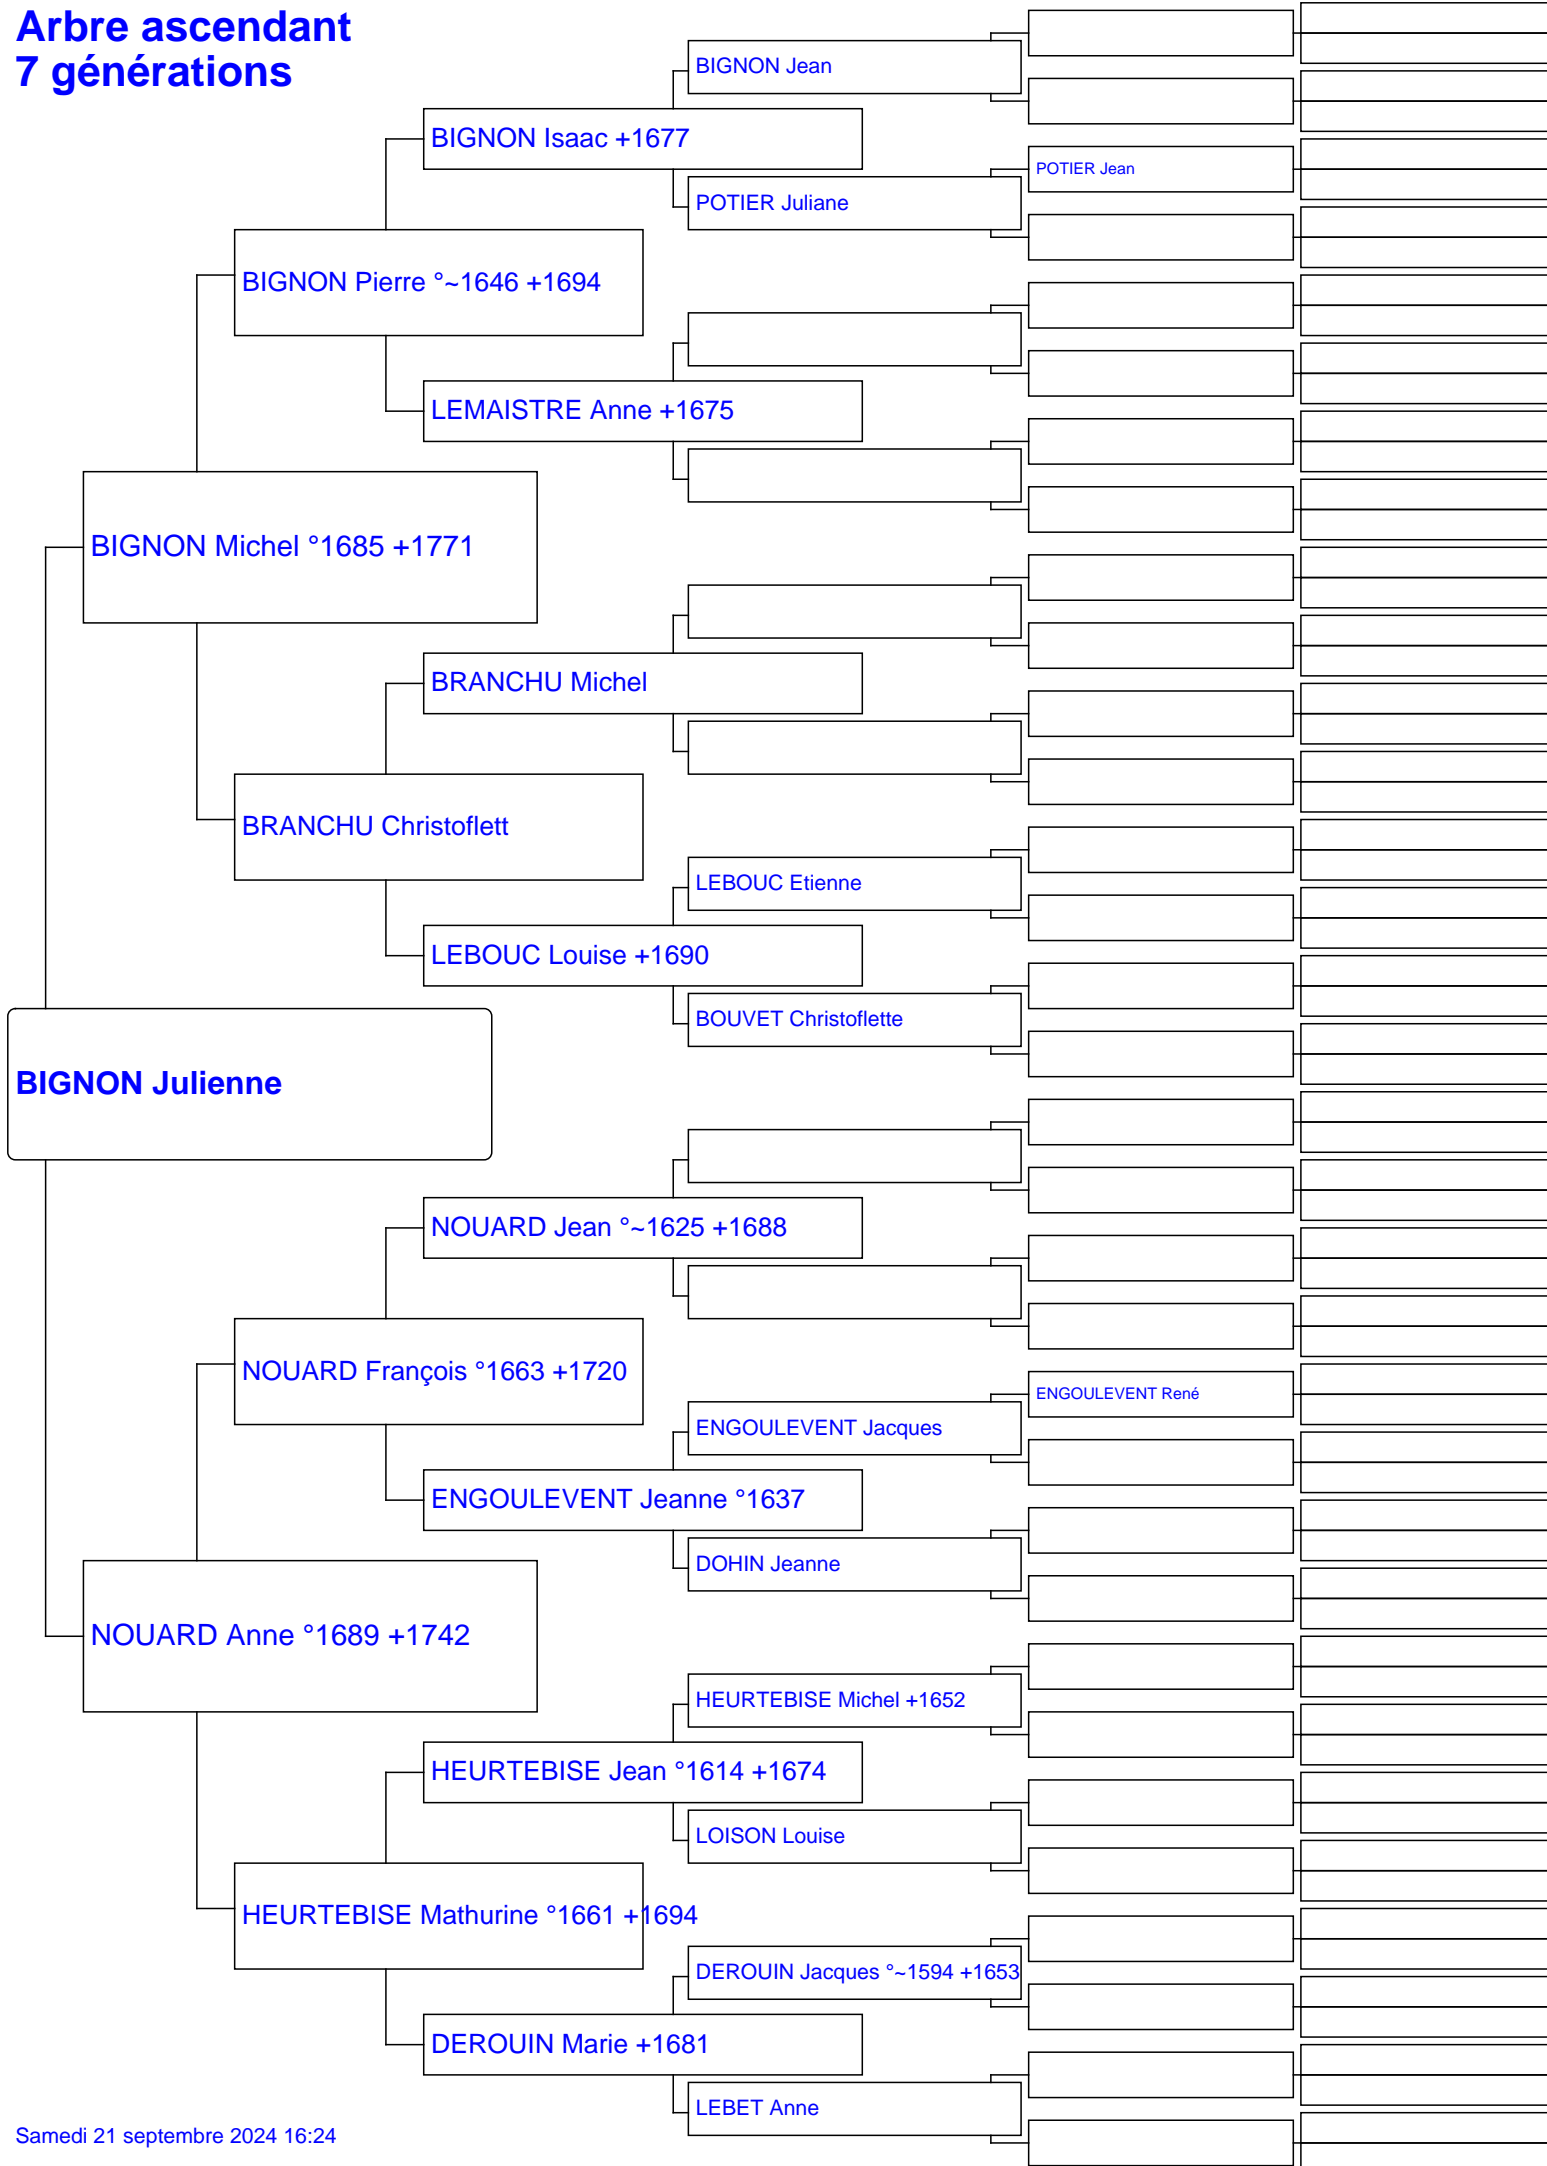 Arbre ascendant
7 générations
BIGNON Jean
BIGNON Isaac +1677
POTIER Jean
POTIER Juliane
BIGNON Pierre °~1646 +1694
LEMAISTRE Anne +1675
BIGNON Michel °1685 +1771
BRANCHU Michel
BRANCHU Christoflett
LEBOUC Etienne
LEBOUC Louise +1690
BOUVET Christoflette
BIGNON Julienne
NOUARD Jean °~1625 +1688
NOUARD François °1663 +1720
ENGOULEVENT René
ENGOULEVENT Jacques
ENGOULEVENT Jeanne °1637
DOHIN Jeanne
NOUARD Anne °1689 +1742
HEURTEBISE Michel +1652
HEURTEBISE Jean °1614 +1674
LOISON Louise
HEURTEBISE Mathurine °1661 +1694
DEROUIN Jacques °~1594 +1653
DEROUIN Marie +1681
LEBET Anne
Samedi 21 septembre 2024 16:24